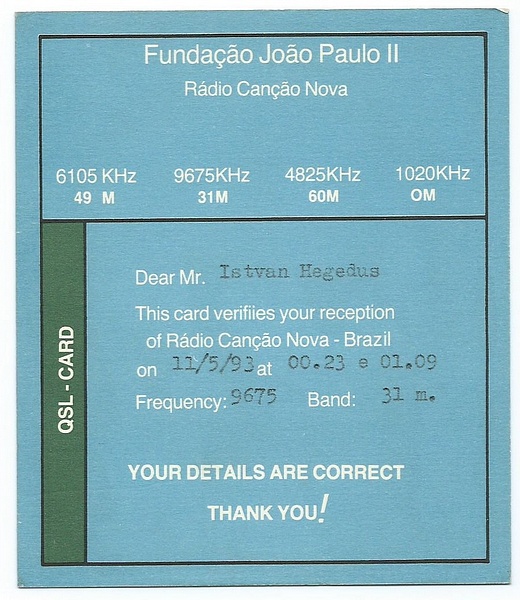 Fundação João Paulo II
Rádio Canção Nova
6105 KHz 9675KHz 4825KHz 1020KHz
49 M 31M 60M OM
QSL - CARD
Dear Mr. Istvan Hegedus
This card verifiies your reception
of Rádio Canção Nova - Brazil
on 11/5/93 at 00.23 e 01.09
Frequency: 9675 Band: 31 m.
YOUR DETAILS ARE CORRECT
THANK YOU!